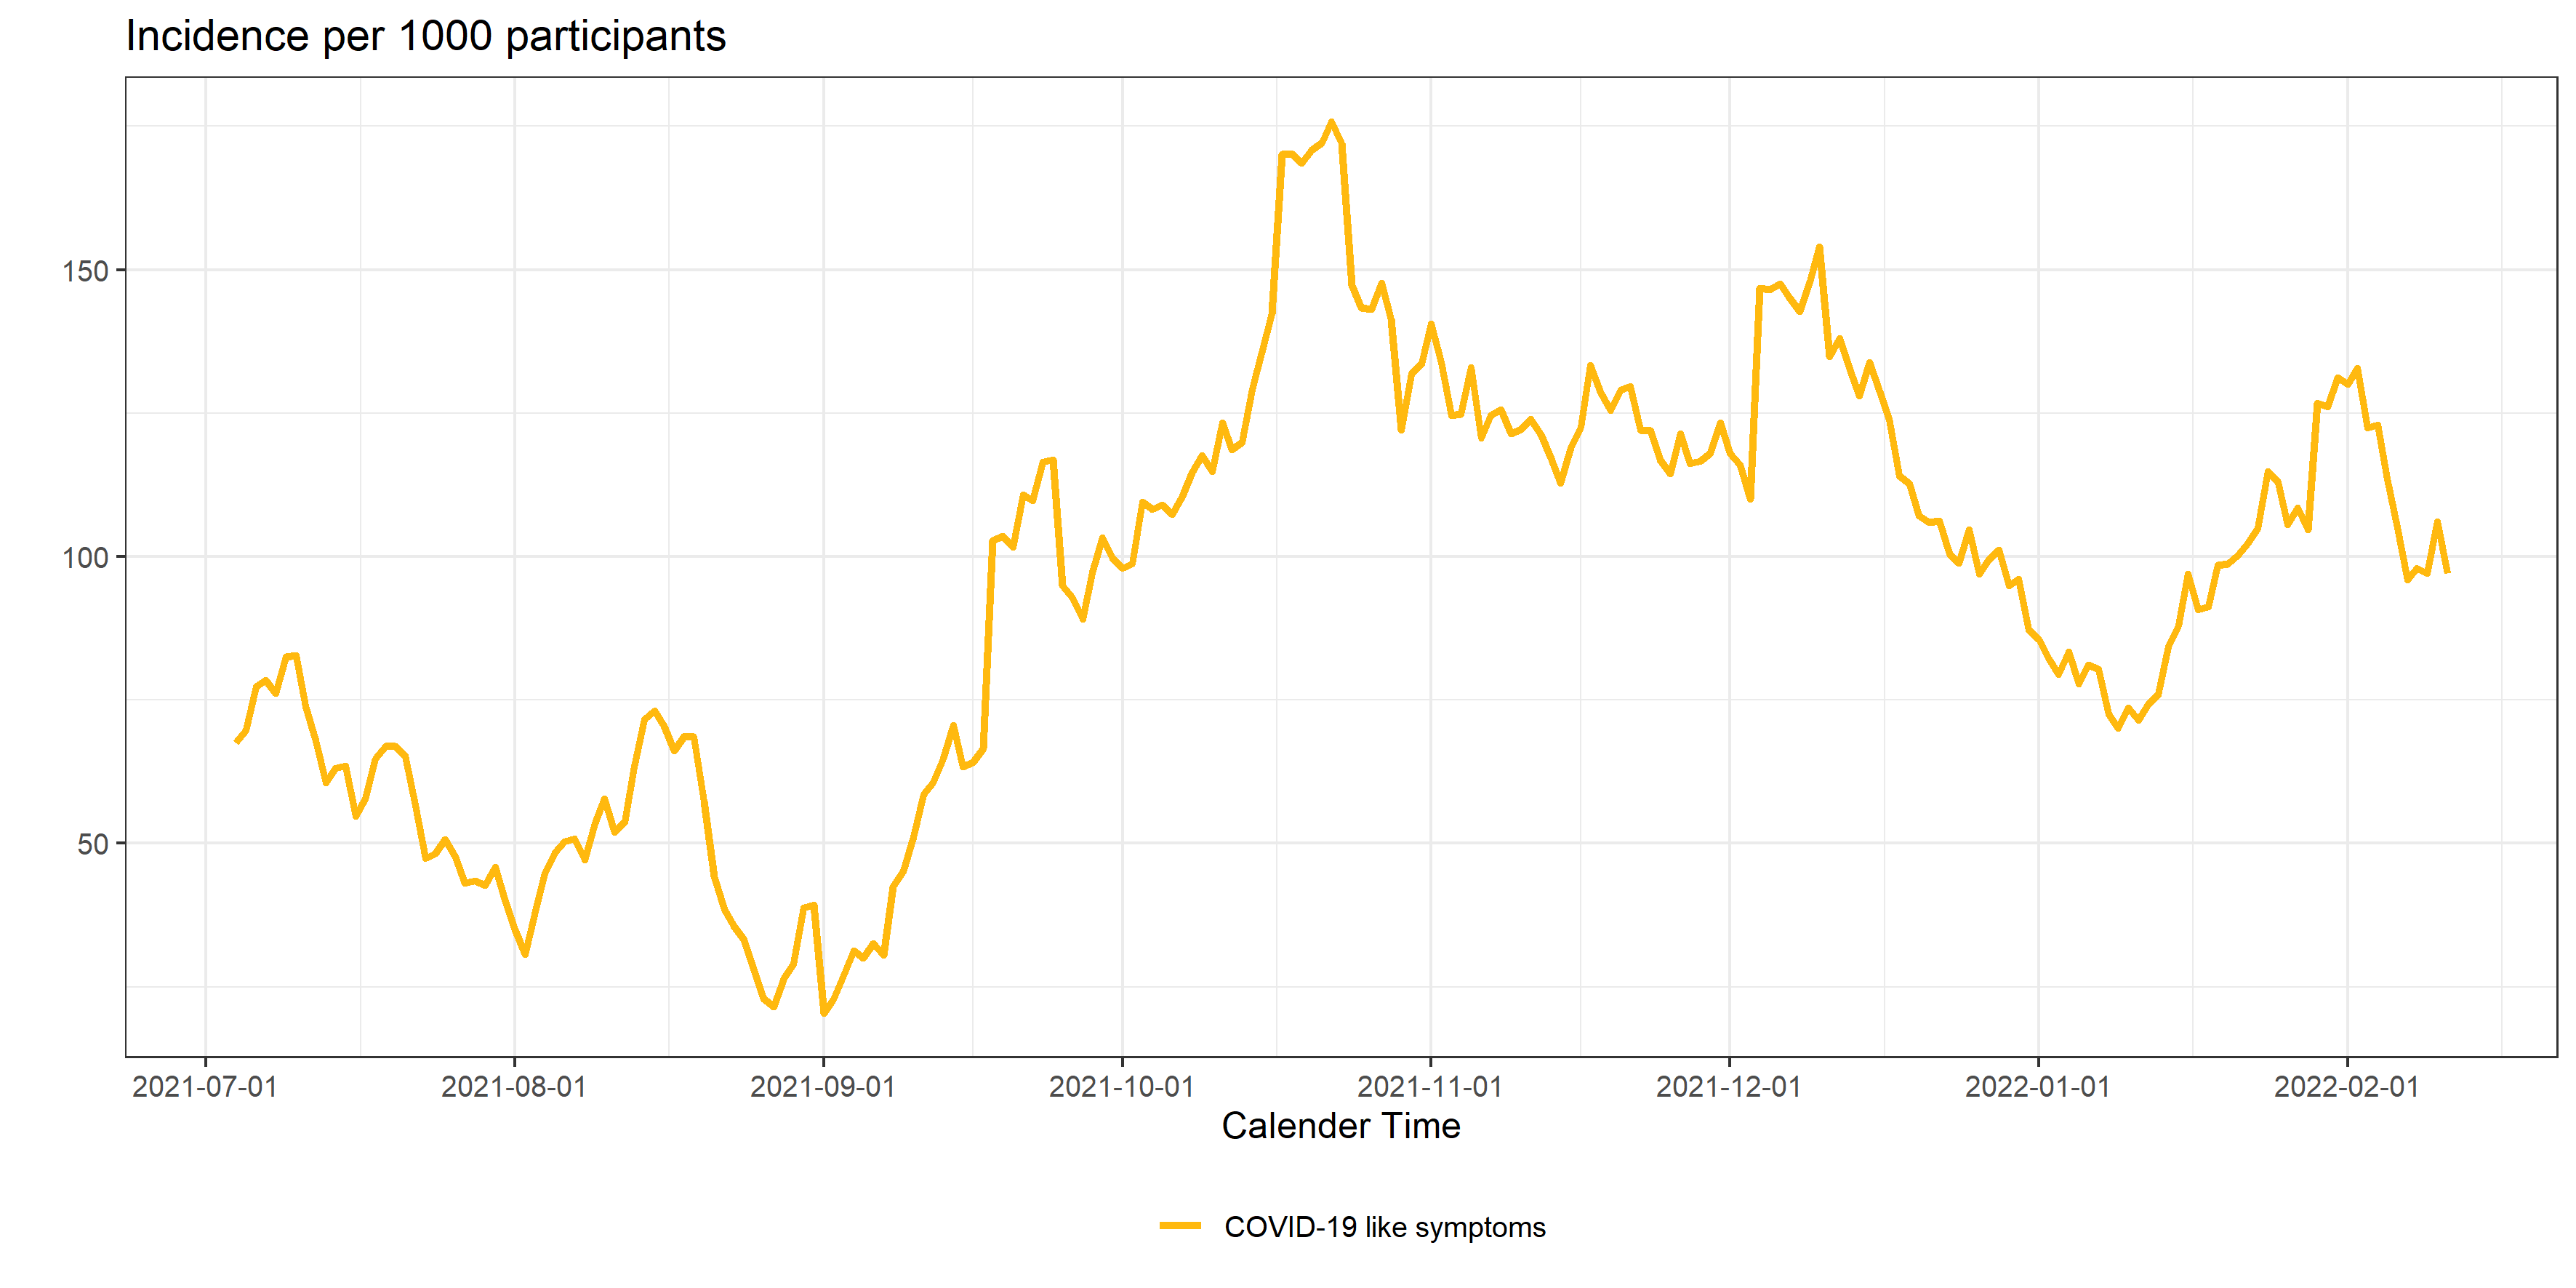 Incidence per 1000 participants
150
100
50
2021-07-01 2021-08-01 2021-09-01 2021-10-01 2021-11-01 2021-12-01 2022-01-01 2022-02-01
Calender Time
COVID-19 like symptoms